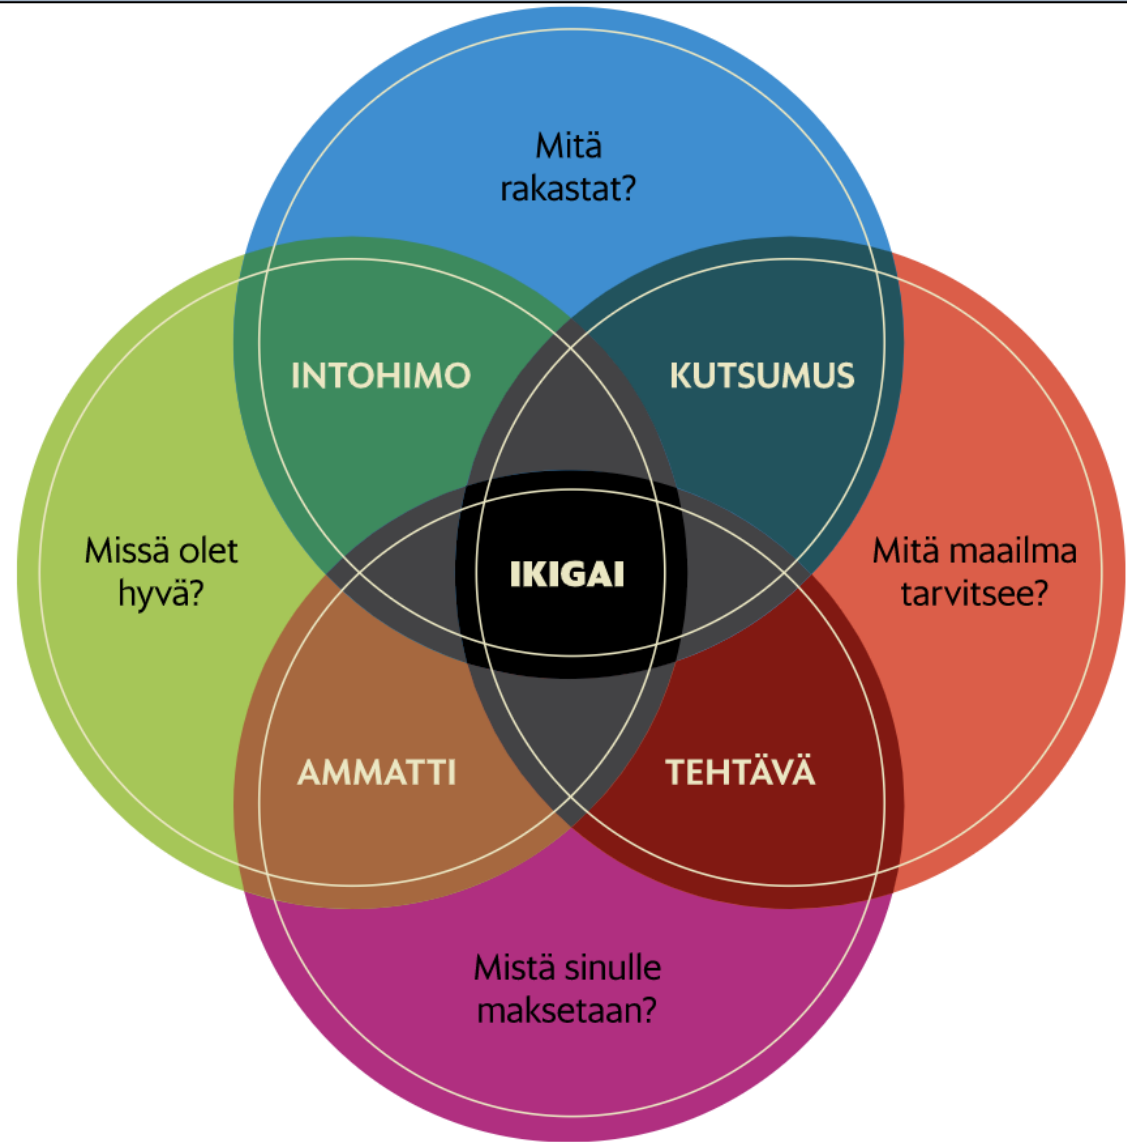 Mitä
rakastat?
INTOHIMO
KUTSUMUS
Missä olet
hyvä?
IKIGAI
Mitä maailma
tarvitsee?
AMMATTI
TEHTÄVÄ
Mistä sinulle
maksetaan?